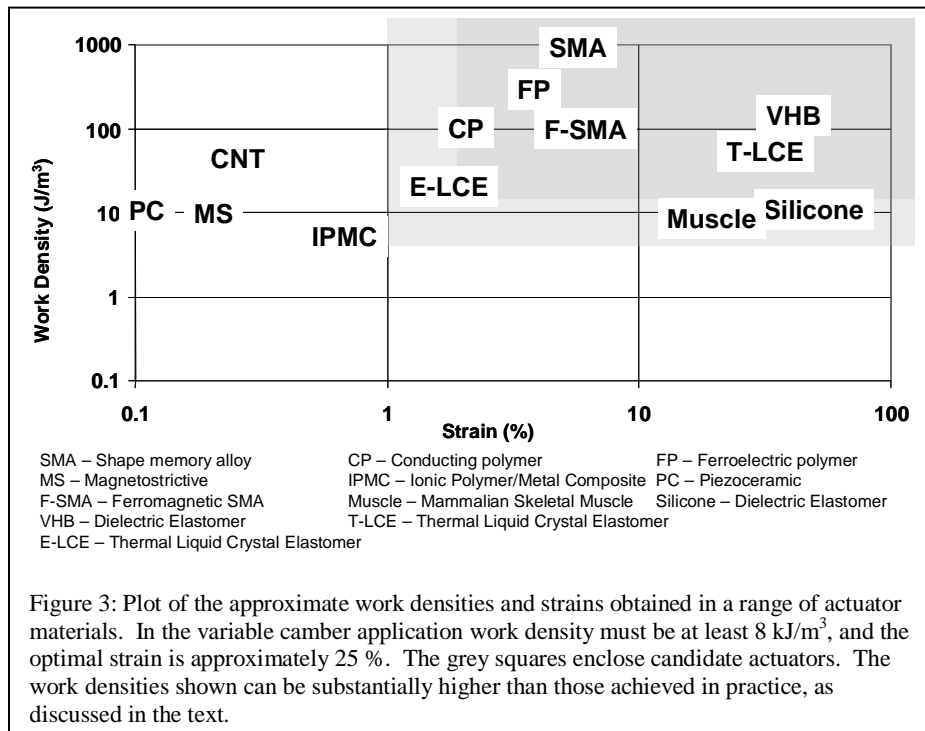 1000
SMA
FP
VHB
100
CP
F-SMA
CNT
T-LCE
E-LCE
PC
MS
10
Muscle
Silicone
IPMC
1
0.1
Work Density (J/m³)
0.1
1
10
100
Strain (%)
SMA – Shape memory alloy
CP – Conducting polymer
FP – Ferroelectric polymer
MS – Magnetostrictive
IPMC – Ionic Polymer/Metal Composite
PC – Piezoceramic
F-SMA – Ferromagnetic SMA
Muscle – Mammalian Skeletal Muscle
Silicone – Dielectric Elastomer
VHB – Dielectric Elastomer
T-LCE – Thermal Liquid Crystal Elastomer
E-LCE – Thermal Liquid Crystal Elastomer
Figure 3: Plot of the approximate work densities and strains obtained in a range of actuator
materials. In the variable camber application work density must be at least 8 kJ/m³, and the
optimal strain is approximately 25 %. The grey squares enclose candidate actuators. The
work densities shown can be substantially higher than those achieved in practice, as
discussed in the text.